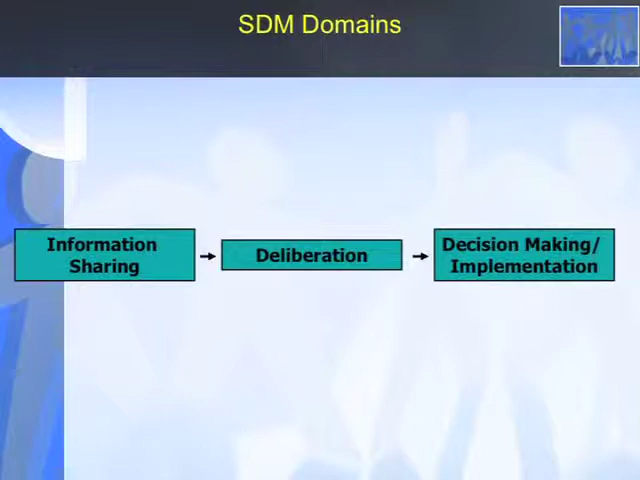 SDM Domains
Information
Sharing
Deliberation
Decision Making/
Implementation